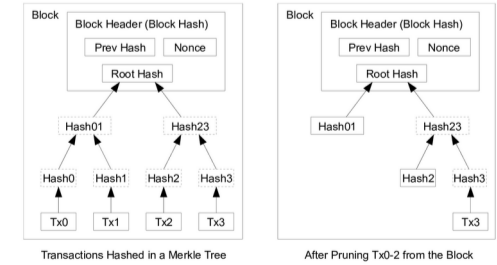 Block
Block Header (Block Hash)
Prev Hash
Nonce
Root Hash
Hash01
Hash23
Hash0
Hash1
Hash2
Hash3
Tx0
Tx1
Tx2
Tx3
Transactions Hashed in a Merkle Tree
Block
Block Header (Block Hash)
Prev Hash
Nonce
Root Hash
Hash01
Hash23
Hash2
Hash3
Tx3
After Pruning Tx0-2 from the Block